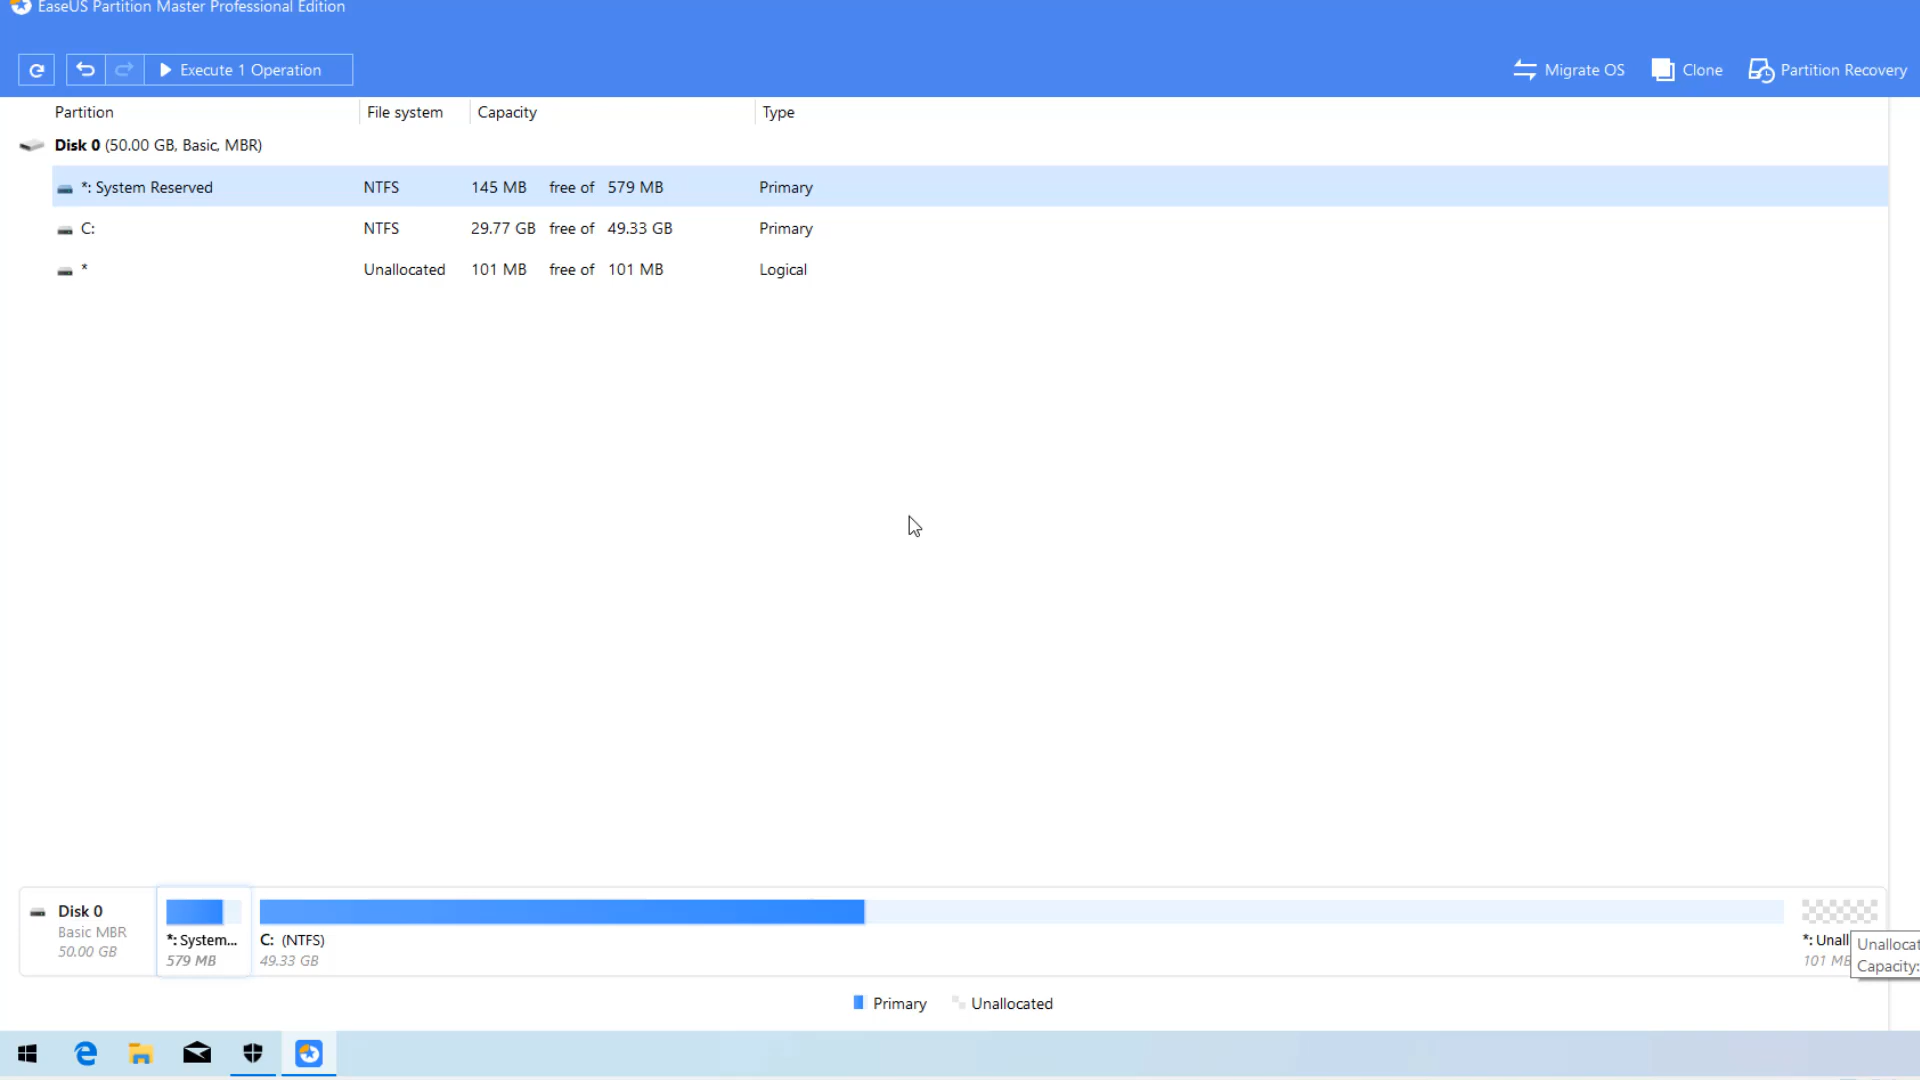 EaseUS Partition Master Professional Edition
Execute 1 Operation
Migrate OS
Clone
Partition Recovery
Partition File system Capacity Type
Disk 0 (50.00 GB, Basic, MBR)
*: System Reserved NTFS 145 MB free of 579 MB Primary
C: NTFS 29.77 GB free of 49.33 GB Primary
* Unallocated 101 MB free of 101 MB Logical
Disk 0
Basic MBR
50.00 GB
*: System...
579 MB
C: (NTFS)
49.33 GB
*: Unall
101 MB
Unallocat
Capacity:
Primary
Unallocated